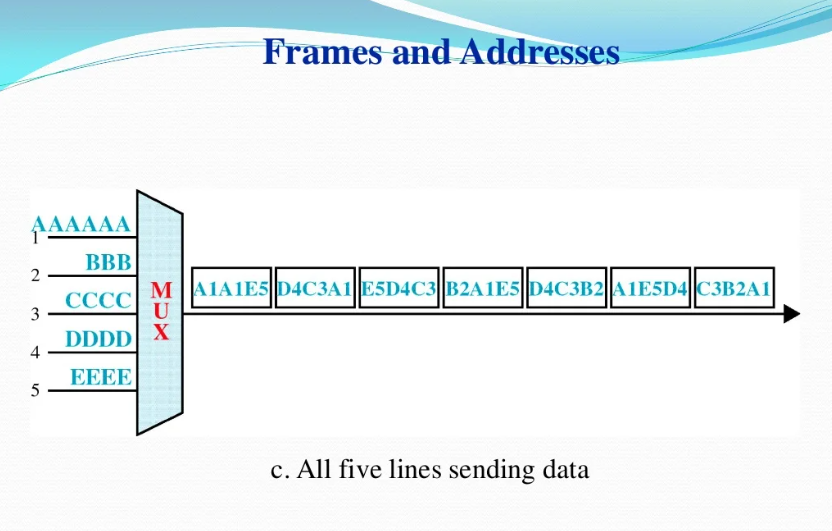 Frames and Addresses
AAAAAA
1
BBB
2
CCCC
3
DDDD
4
EEEE
5
M
U
X
A1A1E5 D4C3A1 E5D4C3 B2A1E5 D4C3B2 A1E5D4 C3B2A1
c. All five lines sending data